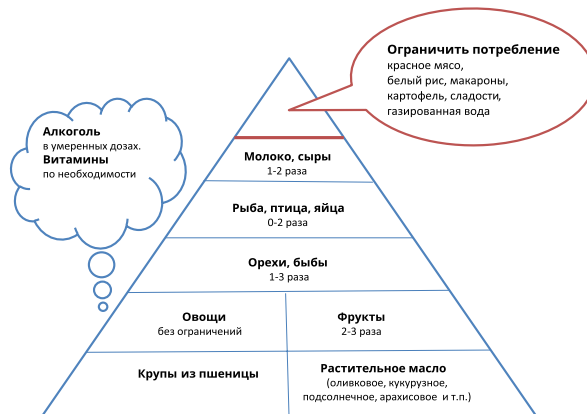 Ограничить потребление
красное мясо,
белый рис, макароны,
картофель, сладости,
газированная вода
Алкоголь
в умеренных дозах.
Витамины
по необходимости
Молоко, сыры
1-2 раза
Рыба, птица, яйца
0-2 раза
Орехи, быбы
1-3 раза
Овощи
без ограничений
Фрукты
2-3 раза
Крупы из пшеницы
Растительное масло
(оливковое, кукурузное,
подсолнечное, арахисовое и т.п.)